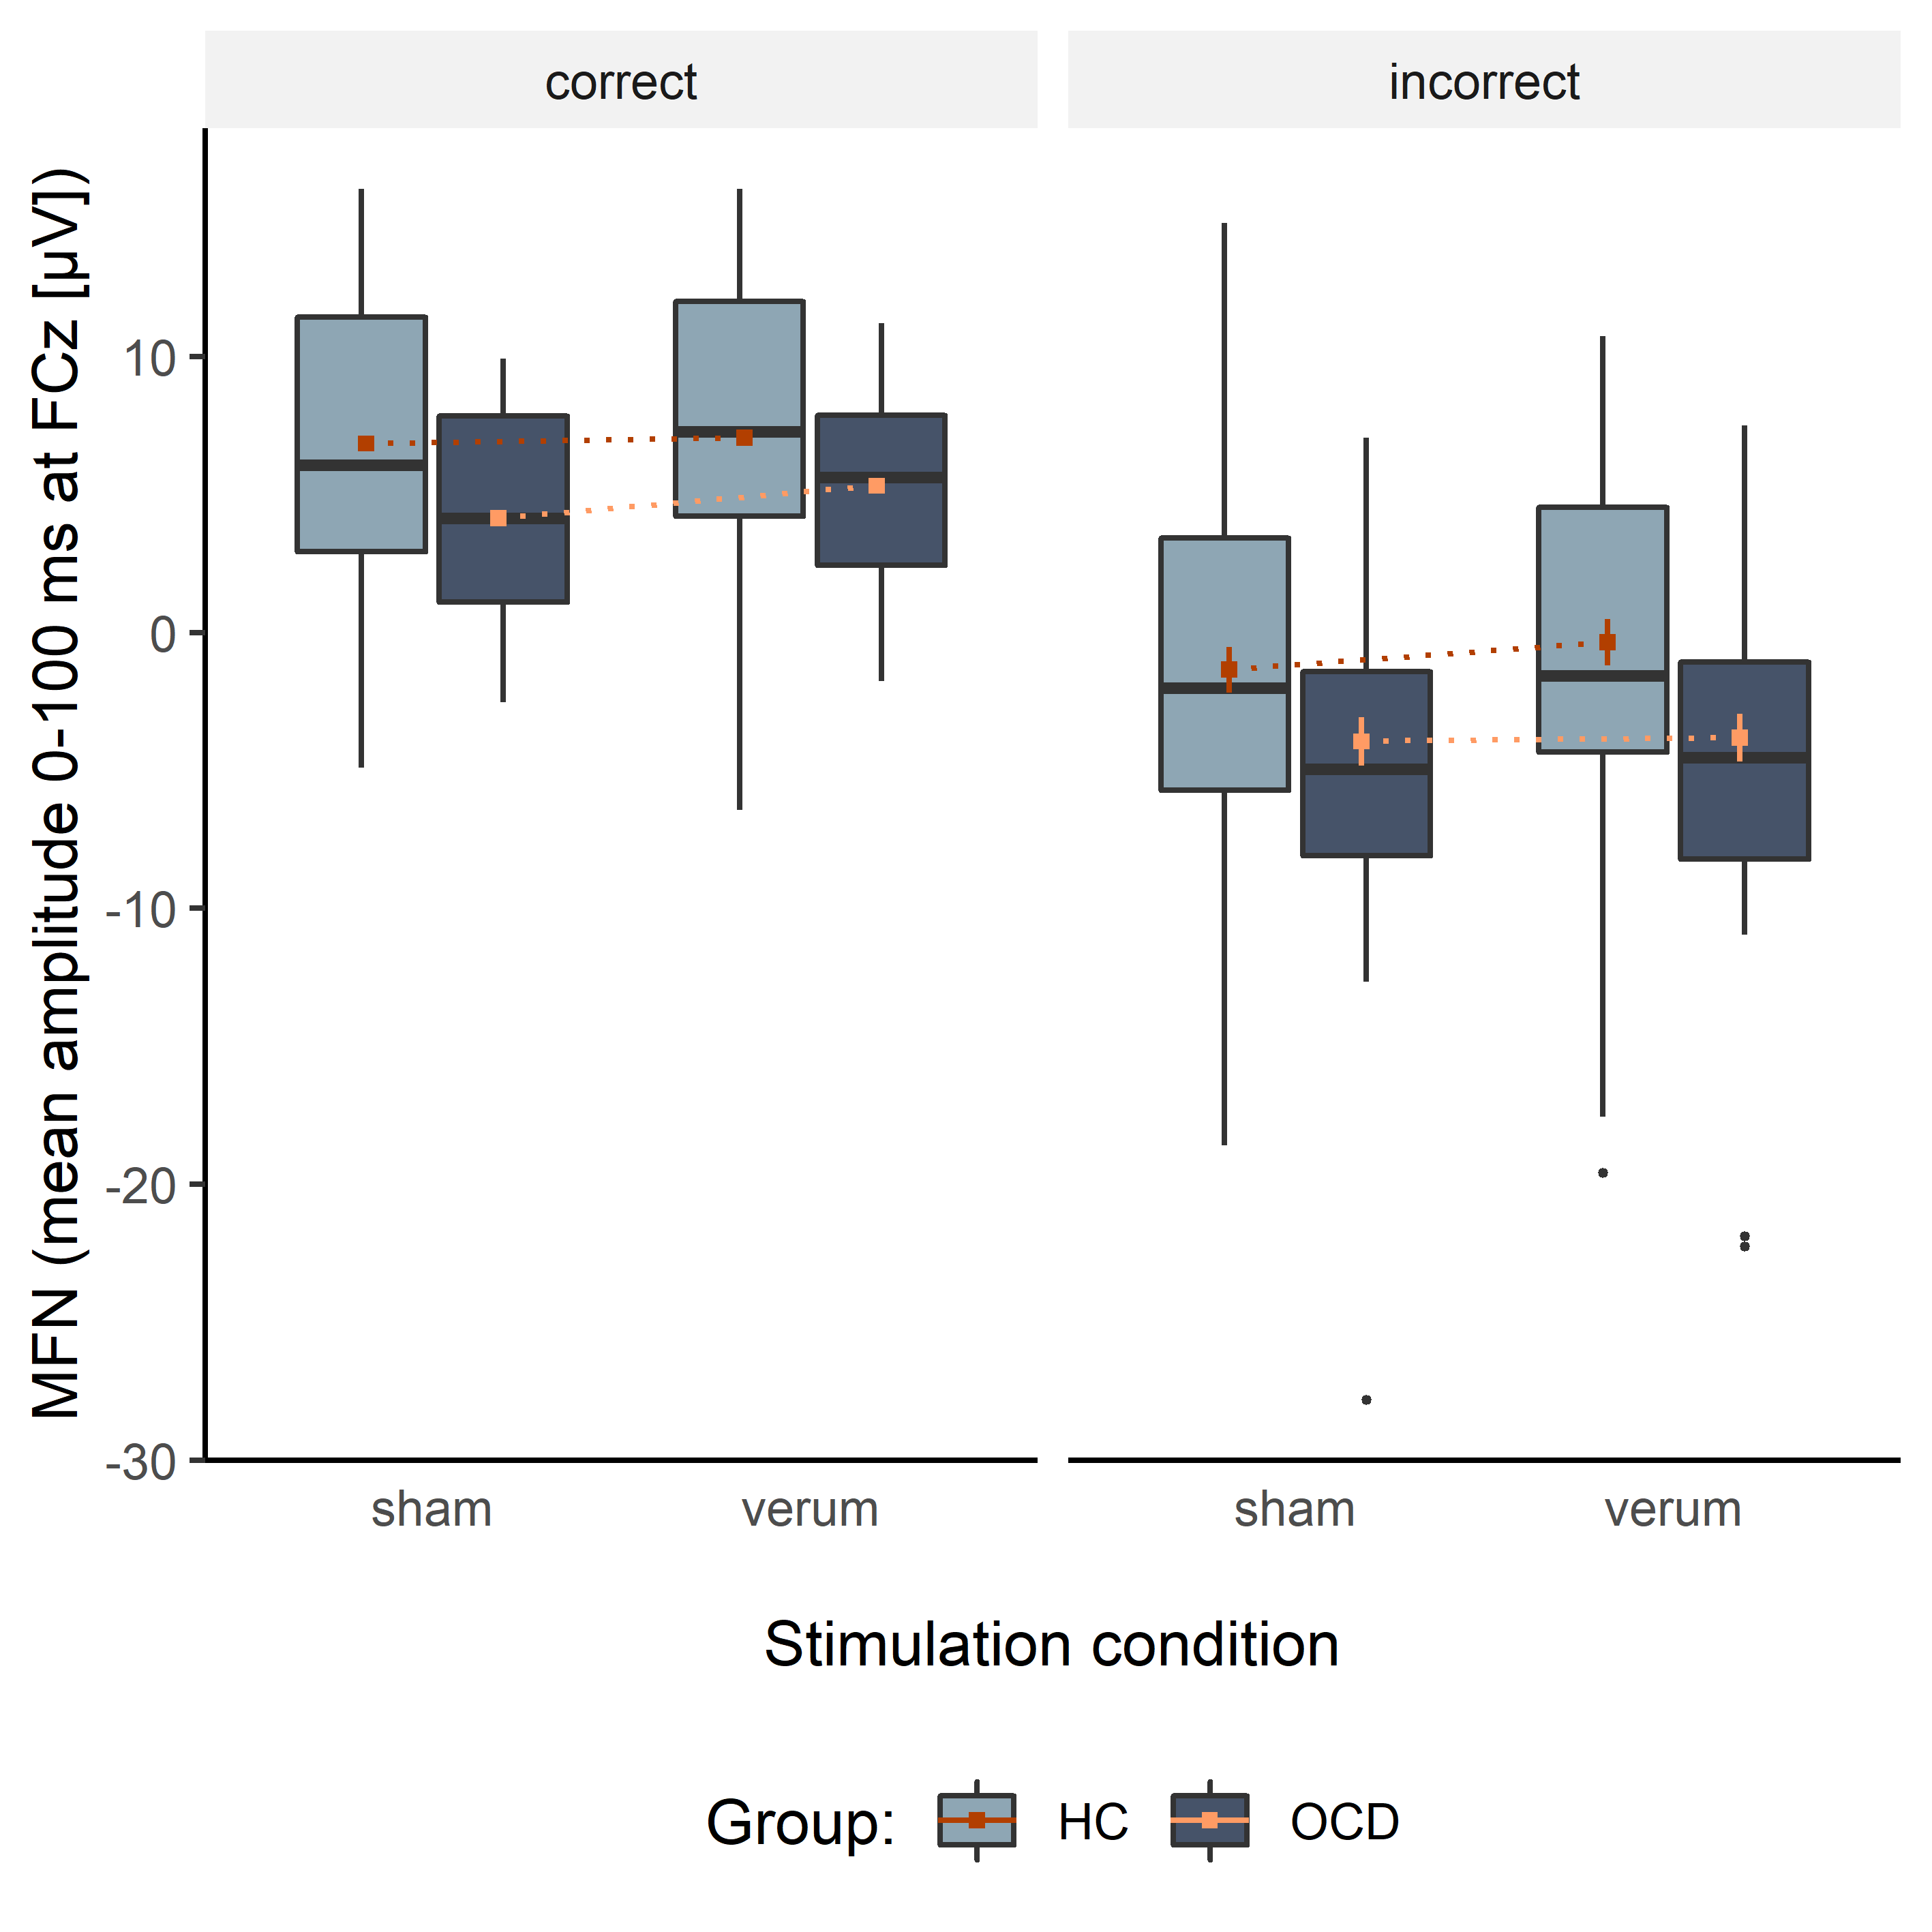 correct
incorrect
MFN (mean amplitude 0-100 ms at FCz [µV])
10
0
-10
-20
-30
sham
verum
sham
verum
Stimulation condition
Group:
HC
OCD